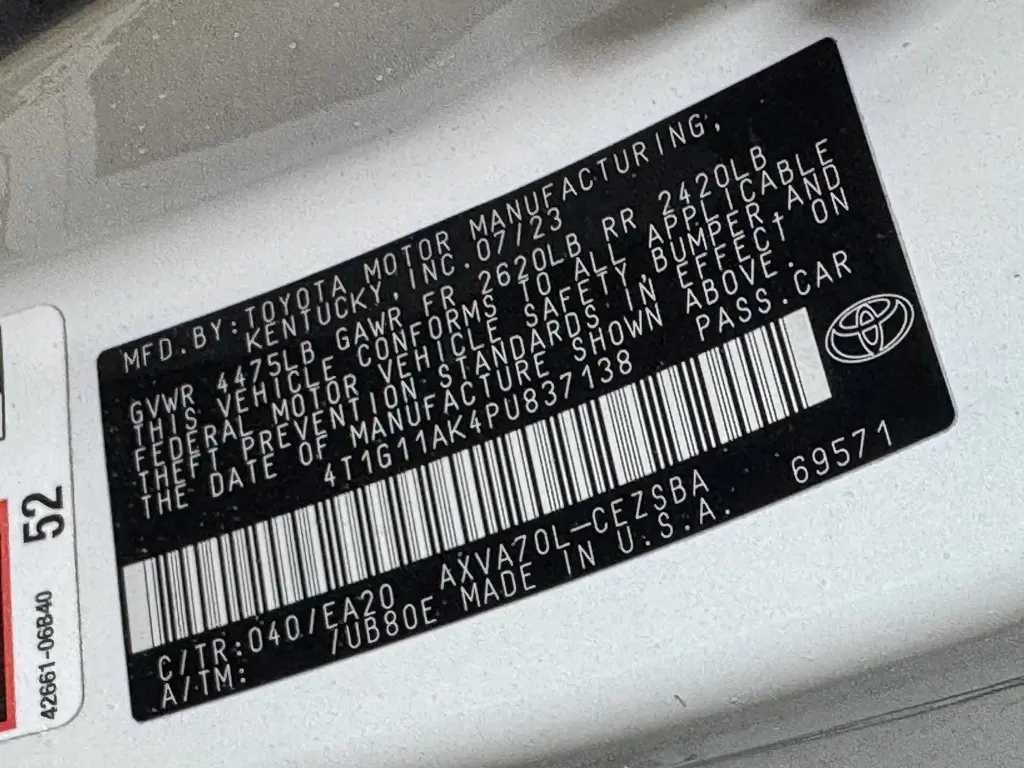 MFD.BY:TOYOTA MOTOR MANUFACTURING,
KENTUCKY,INC.07/23
GVWR 4475LB GAWR FR 2620LB RR 2420LB
THIS VEHICLE CONFORMS TO ALL APPLICABLE
FEDERAL MOTOR VEHICLE SAFETY,BUMPER,AND
THEFT PREVENTION STANDARDS IN EFFECT ON
THE DATE OF MANUFACTURE SHOWN ABOVE.
4T1G11AK4PU837138 PASS.CAR
C/TR:040/EA20 AXVA70L-CEZSBA 69571
A/TM: /UB80E MADE IN U.S.A.
52
42661-06840